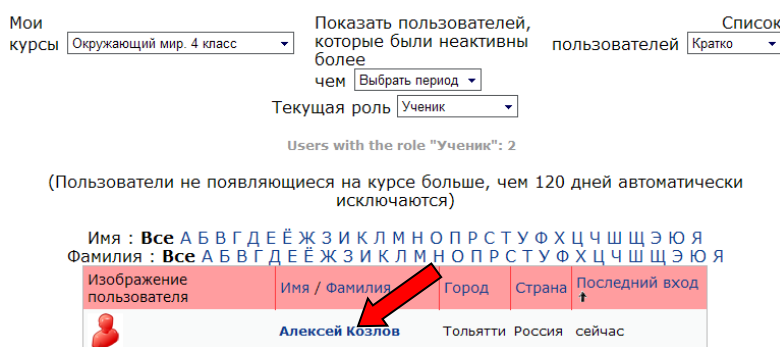 Мои курсы Окружающий мир. 4 класс
Показать пользователей, которые были неактивны более чем Выбрать период
Список пользователей Кратко
Текущая роль Ученик
Users with the role "Ученик": 2
(Пользователи не появляющиеся на курсе больше, чем 120 дней автоматически
исключаются)
Имя : Все А Б В Г Д Е Ё Ж З И К Л М Н О П Р С Т У Ф Х Ц Ч Ш Щ Э Ю Я
Фамилия : Все А Б В Г Д Е Ё Ж З И К Л М Н О П Р С Т У Ф Х Ц Ч Ш Щ Э Ю Я
Изображение пользователя Имя / Фамилия Город Страна Последний вход ↑
Алексей Козлов Тольятти Россия сейчас